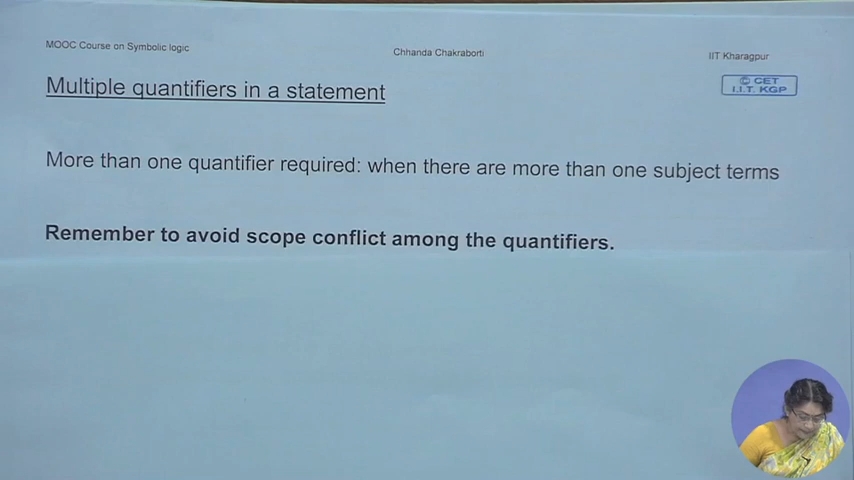 MOOC Course on Symbolic logic
Chhanda Chakraborti
IIT Kharagpur
© CET
I.I.T. KGP
Multiple quantifiers in a statement
More than one quantifier required: when there are more than one subject terms
Remember to avoid scope conflict among the quantifiers.